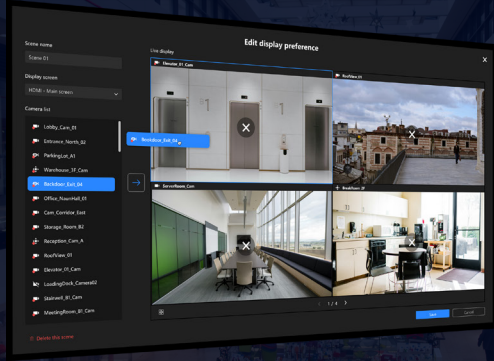 Edit display preference
Scene name
Scene 01
Display screen
HDMI - Main screen
Camera list
Lobby_Cam_01
Entrance_North_02
ParkingLot_A1
Warehouse_3F_Cam
Backdoor_Exit_04
Cam_Corridor_East
Storage_Room_B2
Reception_Cam_A
RoofView_01
Elevator_01_Cam
LoadingDock_Camera02
Stairwell_B1_Cam
MeetingRoom_B1_Cam
Delete this scene
Live display
Elevator_01_Cam
RoofView_01
Backdoor_Exit_04
ServerRoom_Cam
BreakRoom_2F
1 / 4
Save
Cancel